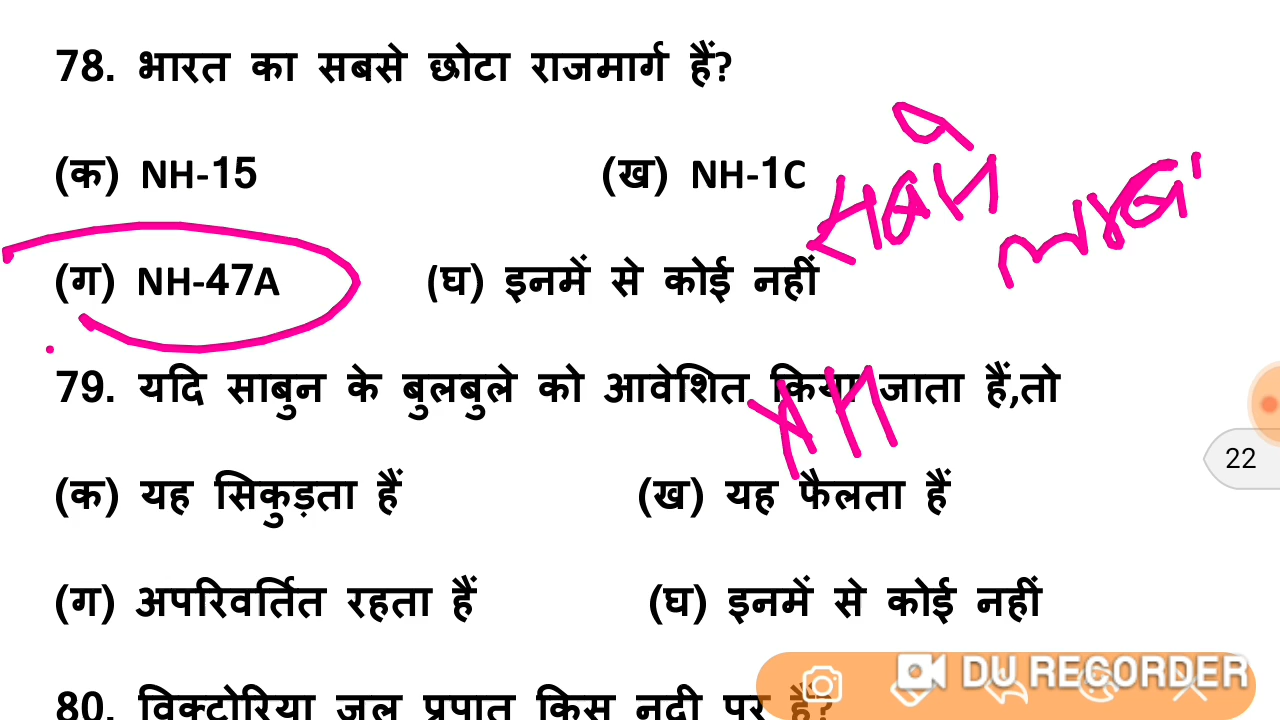 78. भारत का सबसे छोटा राजमार्ग हैं?
(क) NH-15 (ख) NH-1C
(ग) NH-47A (घ) इनमें से कोई नहीं
79. यदि साबुन के बुलबुले को आवेशित किया जाता हैं,तो
22
(क) यह सिकुड़ता हैं (ख) यह फैलता हैं
(ग) अपरिवर्तित रहता हैं (घ) इनमें से कोई नहीं
DU RECORDER
80. विक्टोरिया जल प्रपात किस नदी पर हैं?